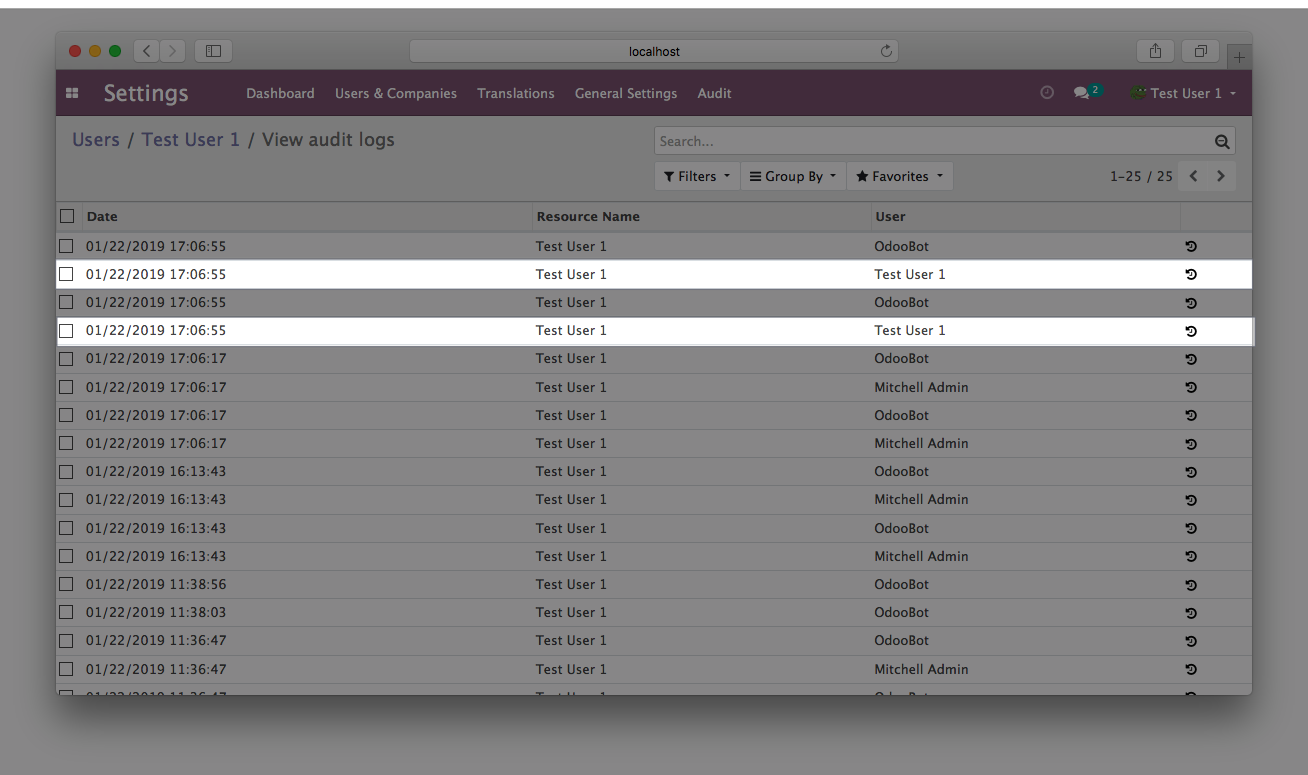 localhost
Settings Dashboard Users & Companies Translations General Settings Audit 2 Test User 1
Users / Test User 1 / View audit logs
Search...
Filters Group By Favorites 1-25 / 25
Date Resource Name User
01/22/2019 17:06:55 Test User 1 OdooBot
01/22/2019 17:06:55 Test User 1 Test User 1
01/22/2019 17:06:55 Test User 1 OdooBot
01/22/2019 17:06:55 Test User 1 Test User 1
01/22/2019 17:06:17 Test User 1 OdooBot
01/22/2019 17:06:17 Test User 1 Mitchell Admin
01/22/2019 17:06:17 Test User 1 OdooBot
01/22/2019 17:06:17 Test User 1 Mitchell Admin
01/22/2019 16:13:43 Test User 1 OdooBot
01/22/2019 16:13:43 Test User 1 Mitchell Admin
01/22/2019 16:13:43 Test User 1 OdooBot
01/22/2019 16:13:43 Test User 1 Mitchell Admin
01/22/2019 11:38:56 Test User 1 OdooBot
01/22/2019 11:38:03 Test User 1 OdooBot
01/22/2019 11:36:47 Test User 1 OdooBot
01/22/2019 11:36:47 Test User 1 Mitchell Admin